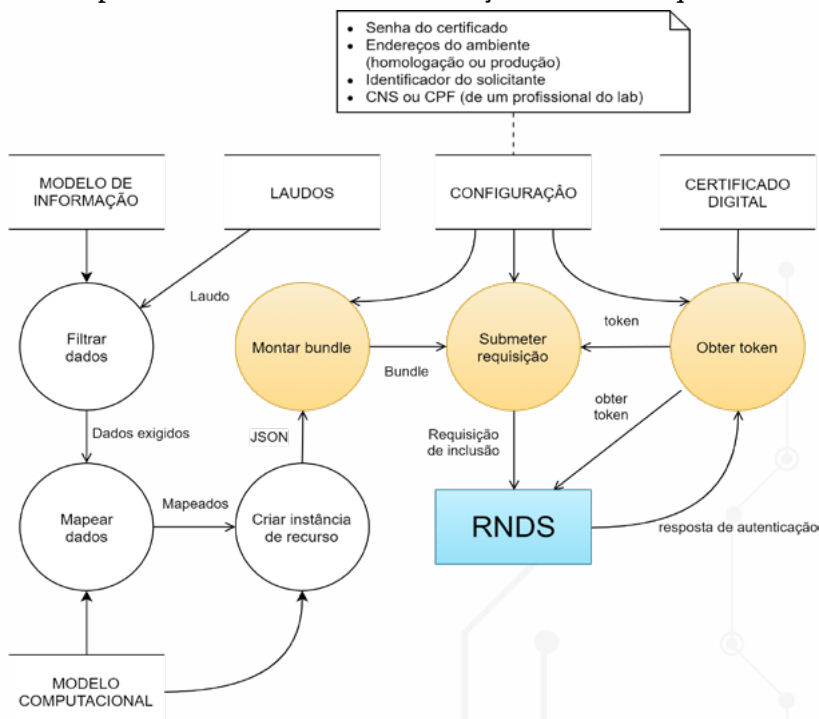 • Senha do certificado
• Endereços do ambiente
(homologação ou produção)
• Identificador do solicitante
• CNS ou CPF (de um profissional do lab)
MODELO DE
INFORMAÇÃO
LAUDOS
CONFIGURAÇÂO
CERTIFICADO
DIGITAL
Laudo
token
Filtrar
dados
Montar bundle
Submeter
requisição
Obter token
Bundle
obter
token
Dados exigidos
JSON
Requisição
de inclusão
Mapeados
Mapear
dados
Criar instância
de recurso
RNDS
resposta de autenticação
MODELO
COMPUTACIONAL